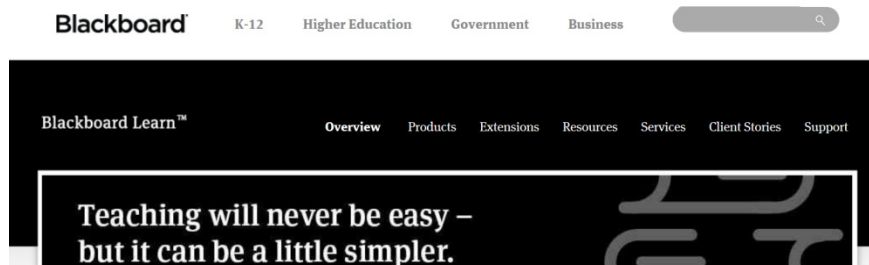 Blackboard K-12 Higher Education Government Business
Blackboard Learn™ Overview Products Extensions Resources Services Client Stories Support
Teaching will never be easy –
but it can be a little simpler.